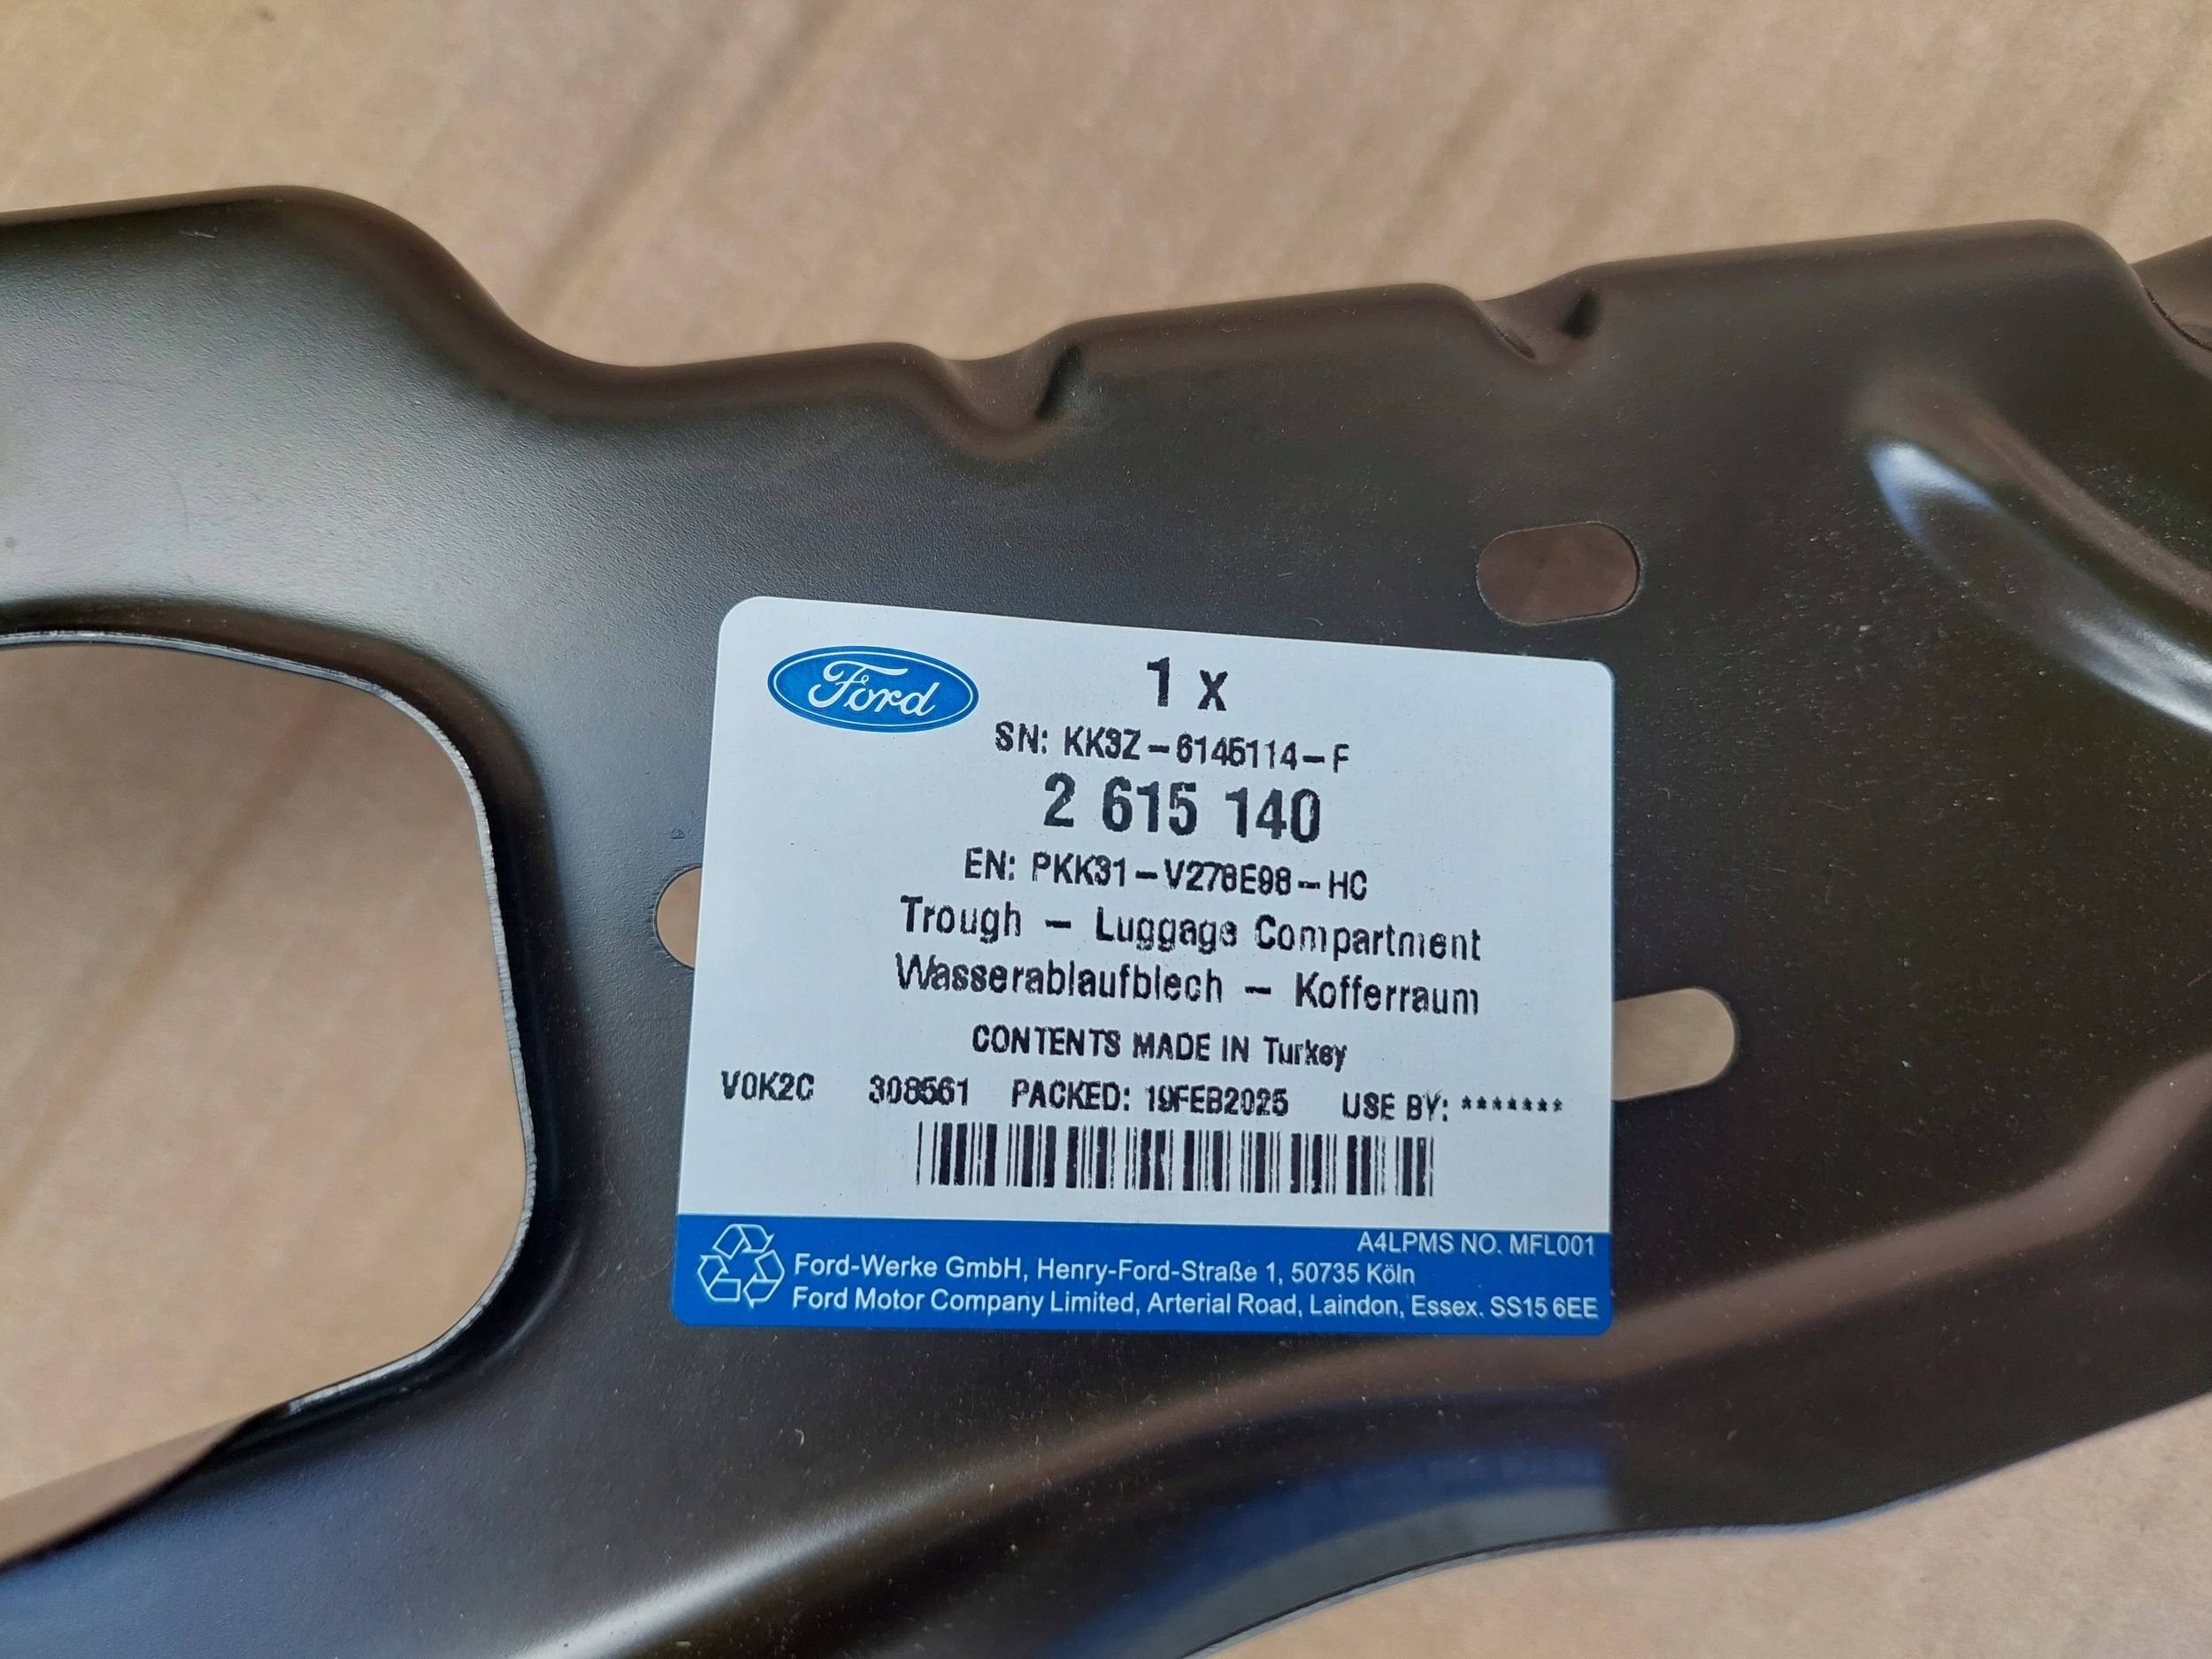 Ford
1 x
SN: KK3Z-6145114-F
2 615 140
EN: PKK31-V278E98-HC
Trough - Luggage Compartment
Wasserablaufblech - Kofferraum
CONTENTS MADE IN Turkey
V0K2C 308561 PACKED: 19FEB2025 USE BY: *******
A4LPMS NO. MFL001
Ford-Werke GmbH, Henry-Ford-Straße 1, 50735 Köln
Ford Motor Company Limited, Arterial Road, Laindon, Essex. SS15 6EE